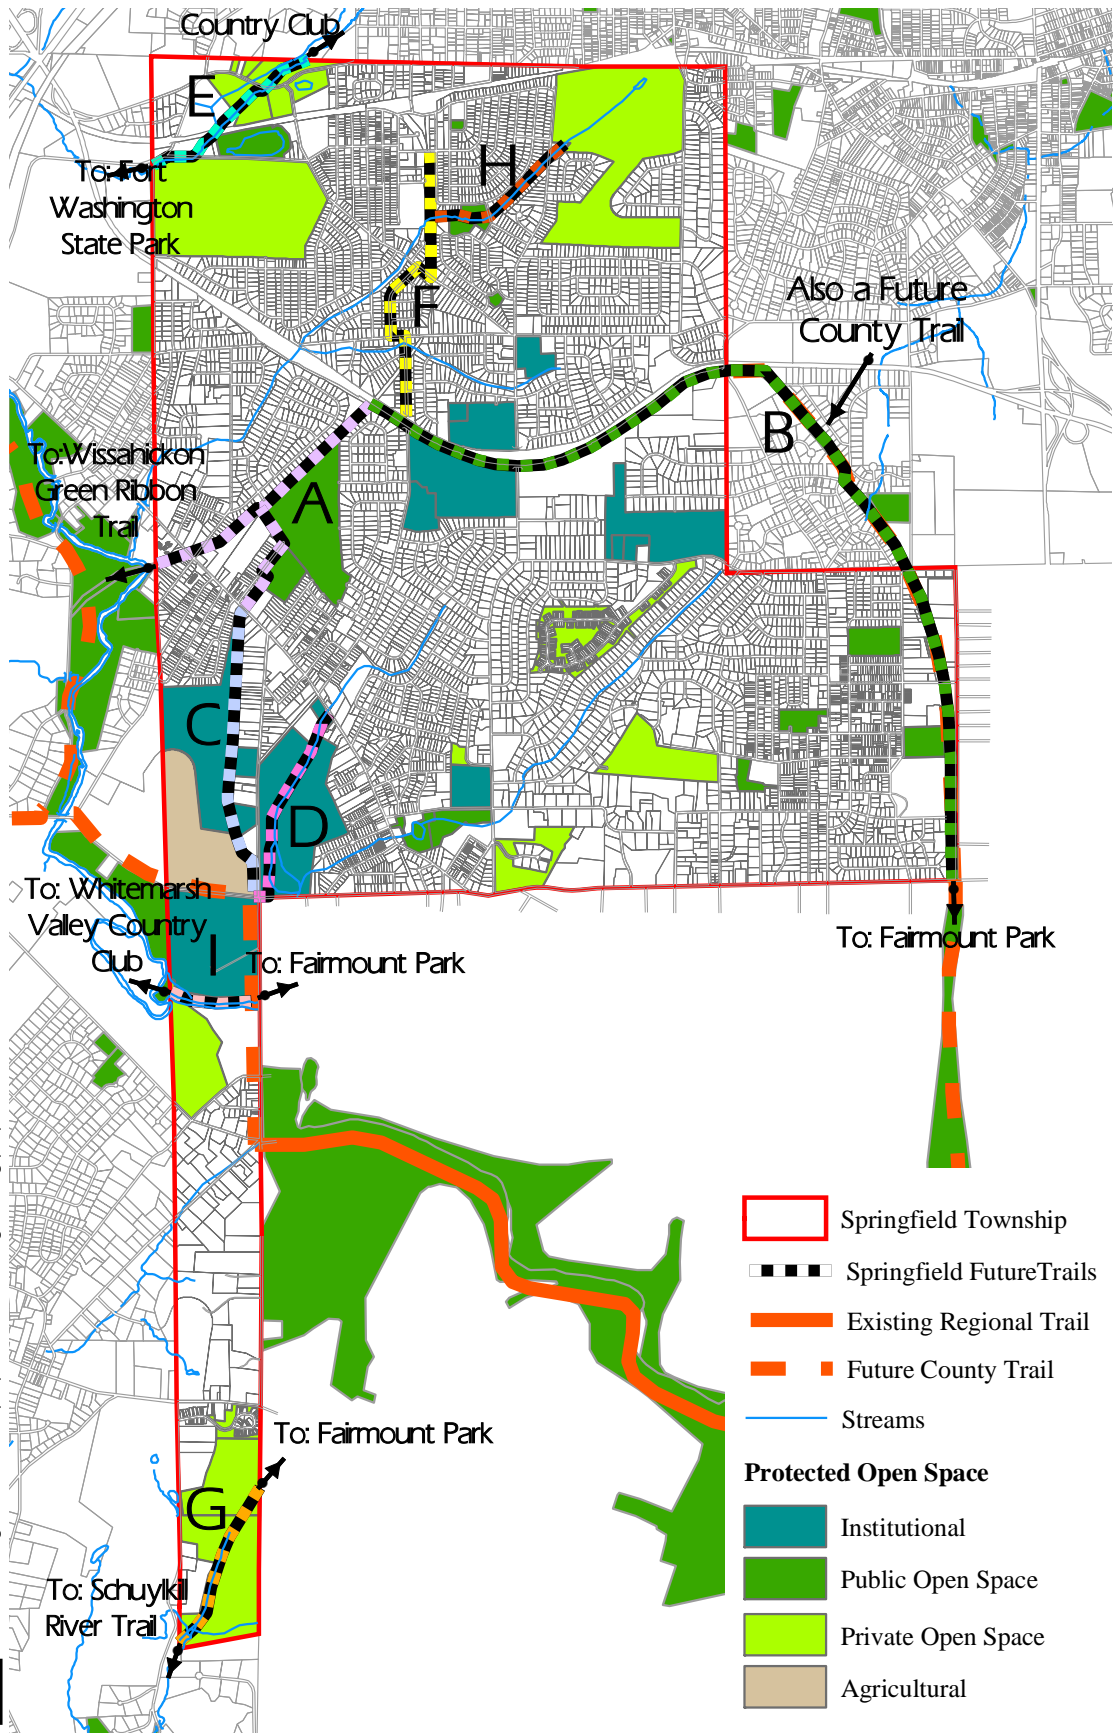 Country Club
E
To: Fort
Washington
State Park
H
F
Also a Future
County Trail
B
To:Wissahickon
Green Ribbon
Trail
A
C
D
To: Whitemarsh
Valley Country
Club
I
To: Fairmount Park
To: Fairmount Park
To: Fairmount Park
G
To: Schuylkill
River Trail
Springfield Township
Springfield FutureTrails
Existing Regional Trail
Future County Trail
Streams
Protected Open Space
Institutional
Public Open Space
Private Open Space
Agricultural